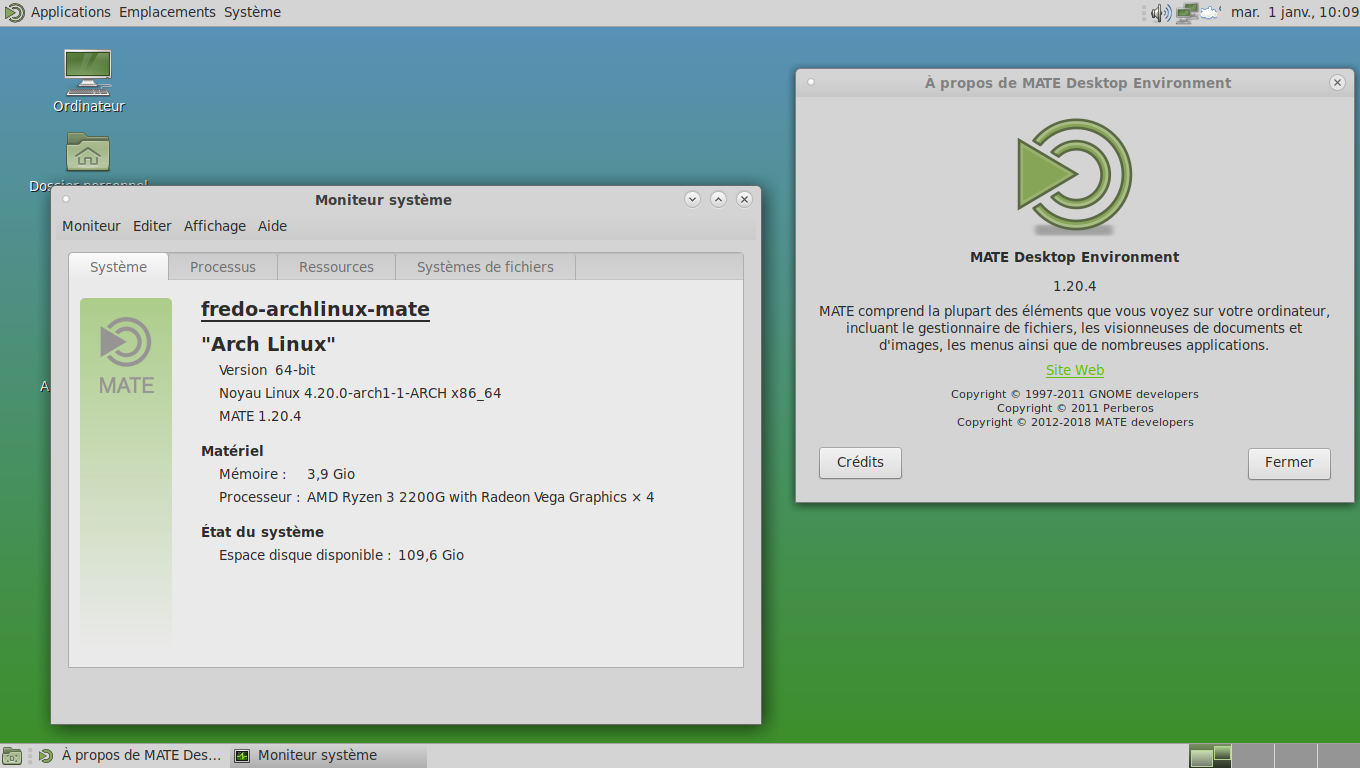 Applications Emplacements Système
mar. 1 janv., 10:09
Ordinateur
Dossier personnel
A
Moniteur système
Moniteur Editer Affichage Aide
Système Processus Ressources Systèmes de fichiers
MATE
fredo-archlinux-mate
"Arch Linux"
Version 64-bit
Noyau Linux 4.20.0-arch1-1-ARCH x86_64
MATE 1.20.4
Matériel
Mémoire : 3,9 Gio
Processeur : AMD Ryzen 3 2200G with Radeon Vega Graphics × 4
État du système
Espace disque disponible : 109,6 Gio
À propos de MATE Desktop Environment
MATE Desktop Environment
1.20.4
MATE comprend la plupart des éléments que vous voyez sur votre ordinateur,
incluant le gestionnaire de fichiers, les visionneuses de documents et
d'images, les menus ainsi que de nombreuses applications.
Site Web
Copyright © 1997-2011 GNOME developers
Copyright © 2011 Perberos
Copyright © 2012-2018 MATE developers
Crédits
Fermer
À propos de MATE Des...
Moniteur système